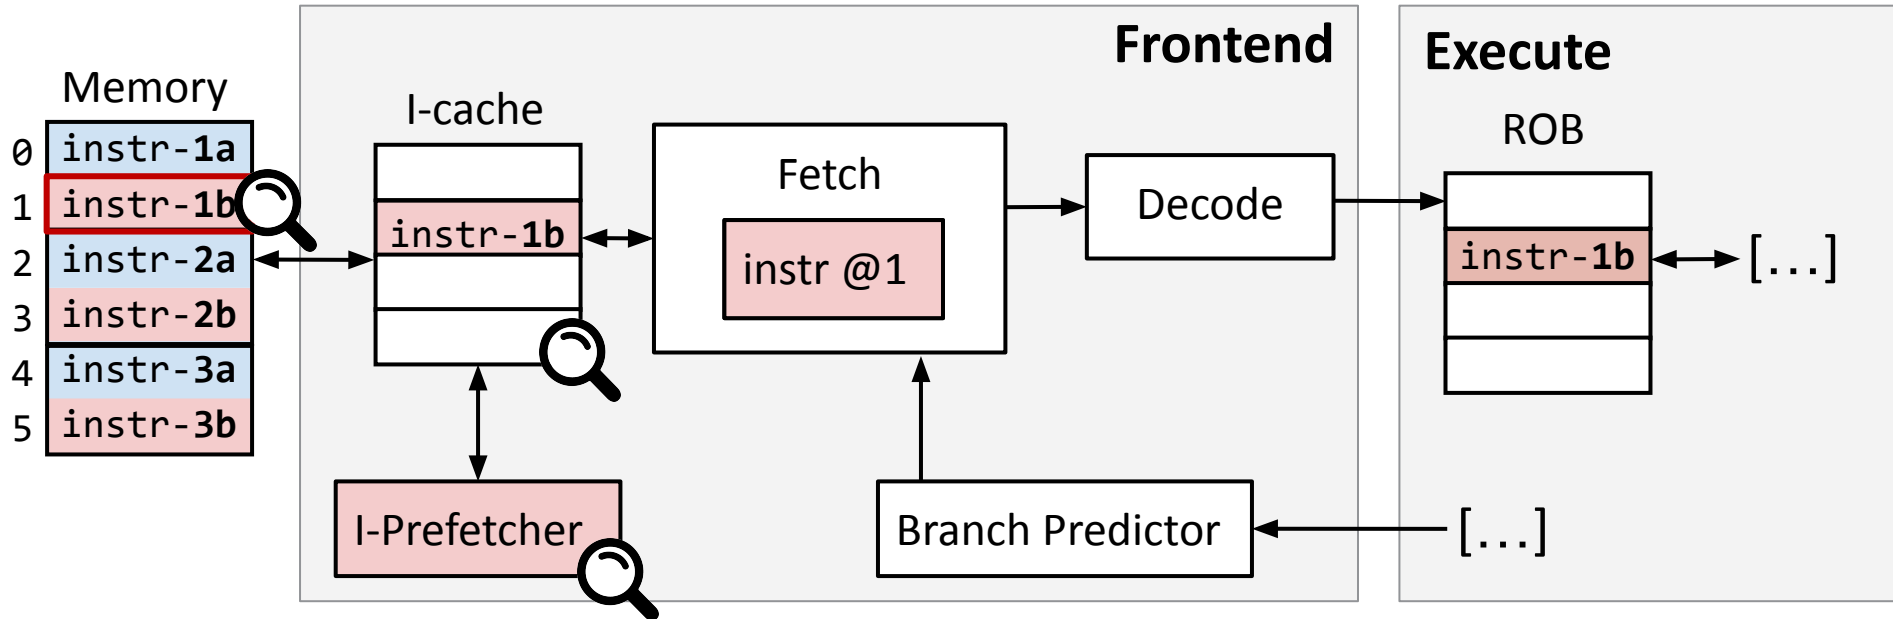 Frontend
Execute
Memory
0 instr-1a
1 instr-1b
2 instr-2a
3 instr-2b
4 instr-3a
5 instr-3b
I-cache
instr-1b
Fetch
instr @1
Decode
ROB
instr-1b
[...]
I-Prefetcher
Branch Predictor
[...]